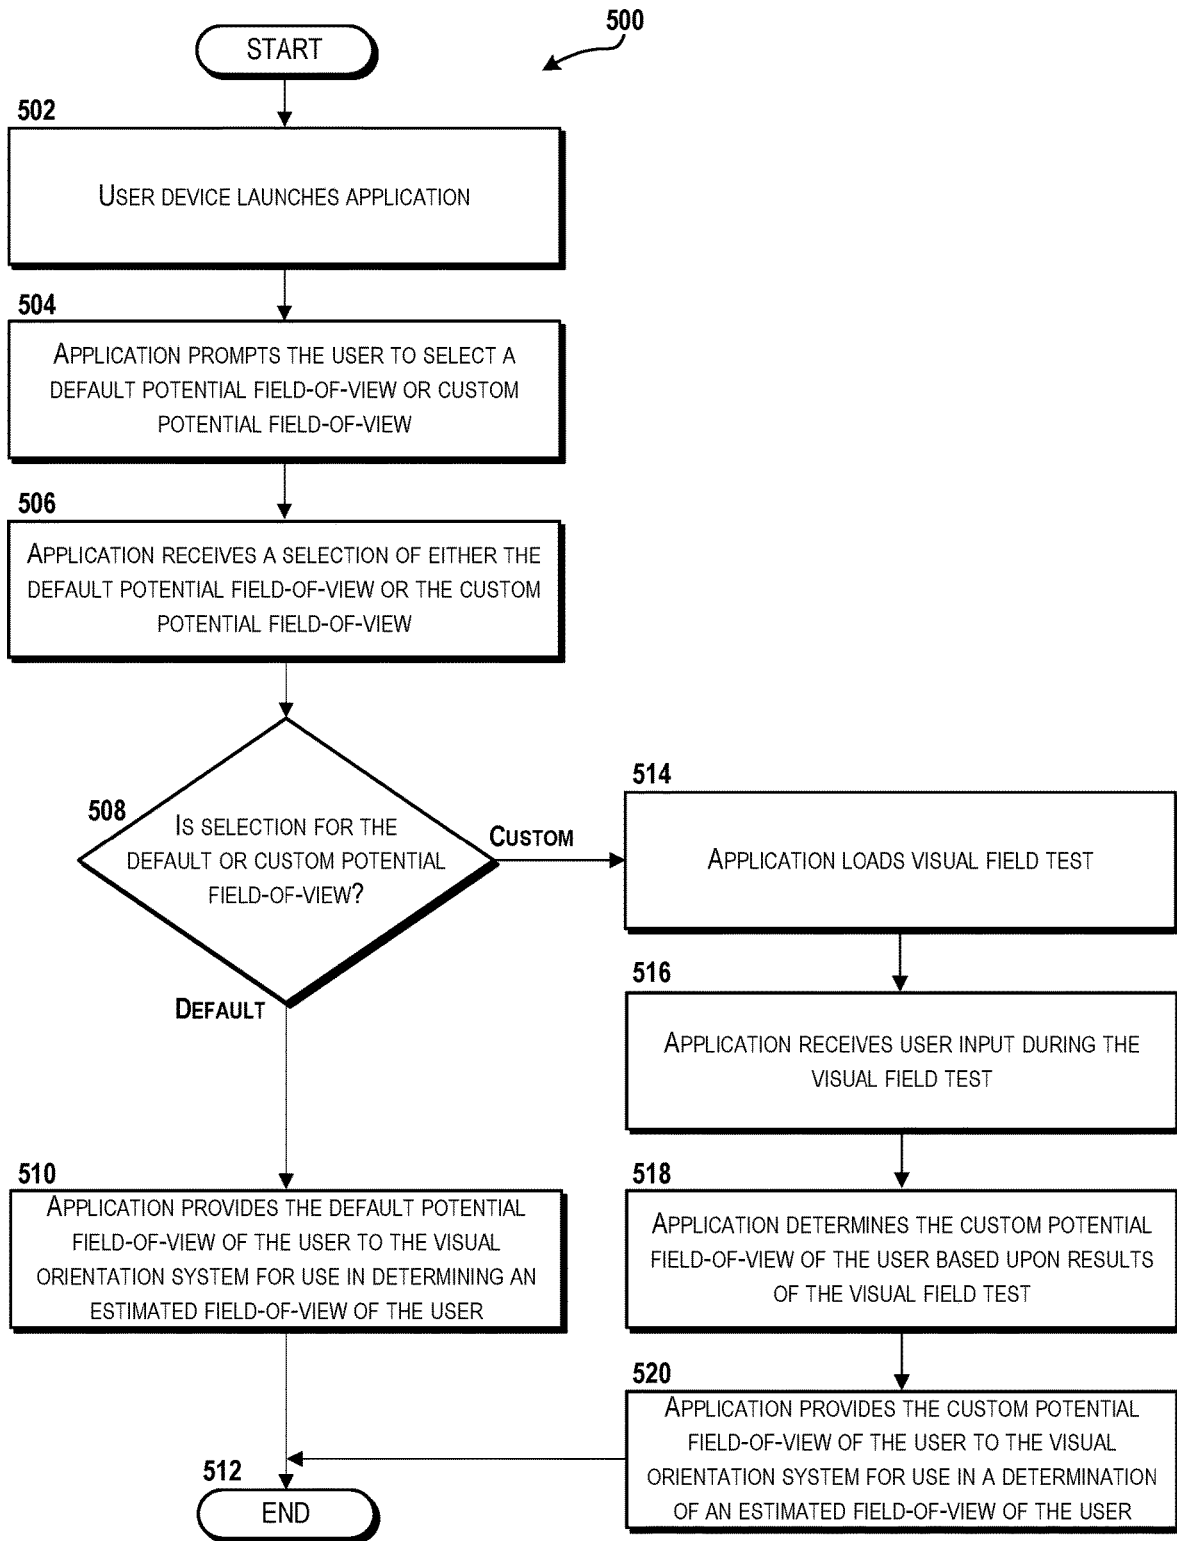 500
START
502
USER DEVICE LAUNCHES APPLICATION
504
APPLICATION PROMPTS THE USER TO SELECT A
DEFAULT POTENTIAL FIELD-OF-VIEW OR CUSTOM
POTENTIAL FIELD-OF-VIEW
506
APPLICATION RECEIVES A SELECTION OF EITHER THE
DEFAULT POTENTIAL FIELD-OF-VIEW OR THE CUSTOM
POTENTIAL FIELD-OF-VIEW
508
IS SELECTION FOR THE
DEFAULT OR CUSTOM POTENTIAL
FIELD-OF-VIEW?
CUSTOM
DEFAULT
514
APPLICATION LOADS VISUAL FIELD TEST
516
APPLICATION RECEIVES USER INPUT DURING THE
VISUAL FIELD TEST
510
APPLICATION PROVIDES THE DEFAULT POTENTIAL
FIELD-OF-VIEW OF THE USER TO THE VISUAL
ORIENTATION SYSTEM FOR USE IN DETERMINING AN
ESTIMATED FIELD-OF-VIEW OF THE USER
518
APPLICATION DETERMINES THE CUSTOM POTENTIAL
FIELD-OF-VIEW OF THE USER BASED UPON RESULTS
OF THE VISUAL FIELD TEST
520
APPLICATION PROVIDES THE CUSTOM POTENTIAL
FIELD-OF-VIEW OF THE USER TO THE VISUAL
ORIENTATION SYSTEM FOR USE IN A DETERMINATION
OF AN ESTIMATED FIELD-OF-VIEW OF THE USER
512
END